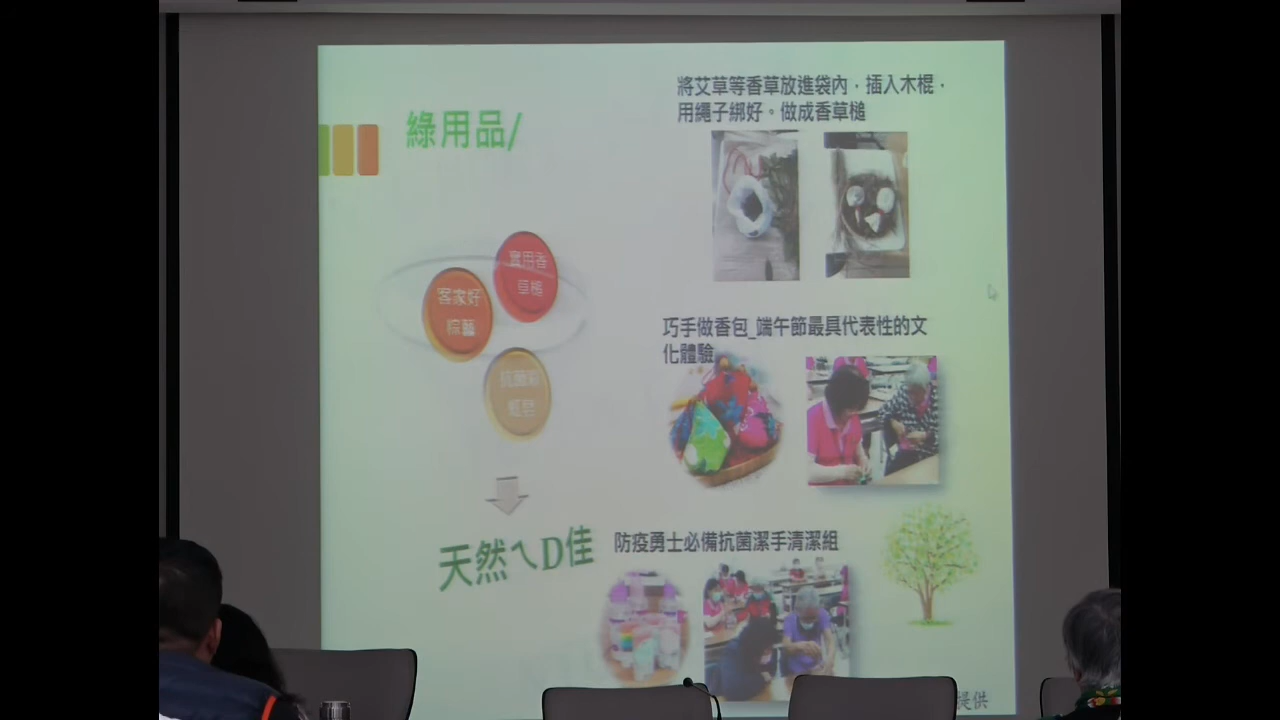 將艾草等香草放進袋內，插入木棍，
用繩子綁好。做成香草槌
綠用品/
實用香
草槌
客家好
粽藝
巧手做香包_端午節最具代表性的文
化體驗
天然ㄟD佳
防疫勇士必備抗菌潔手清潔組
提供